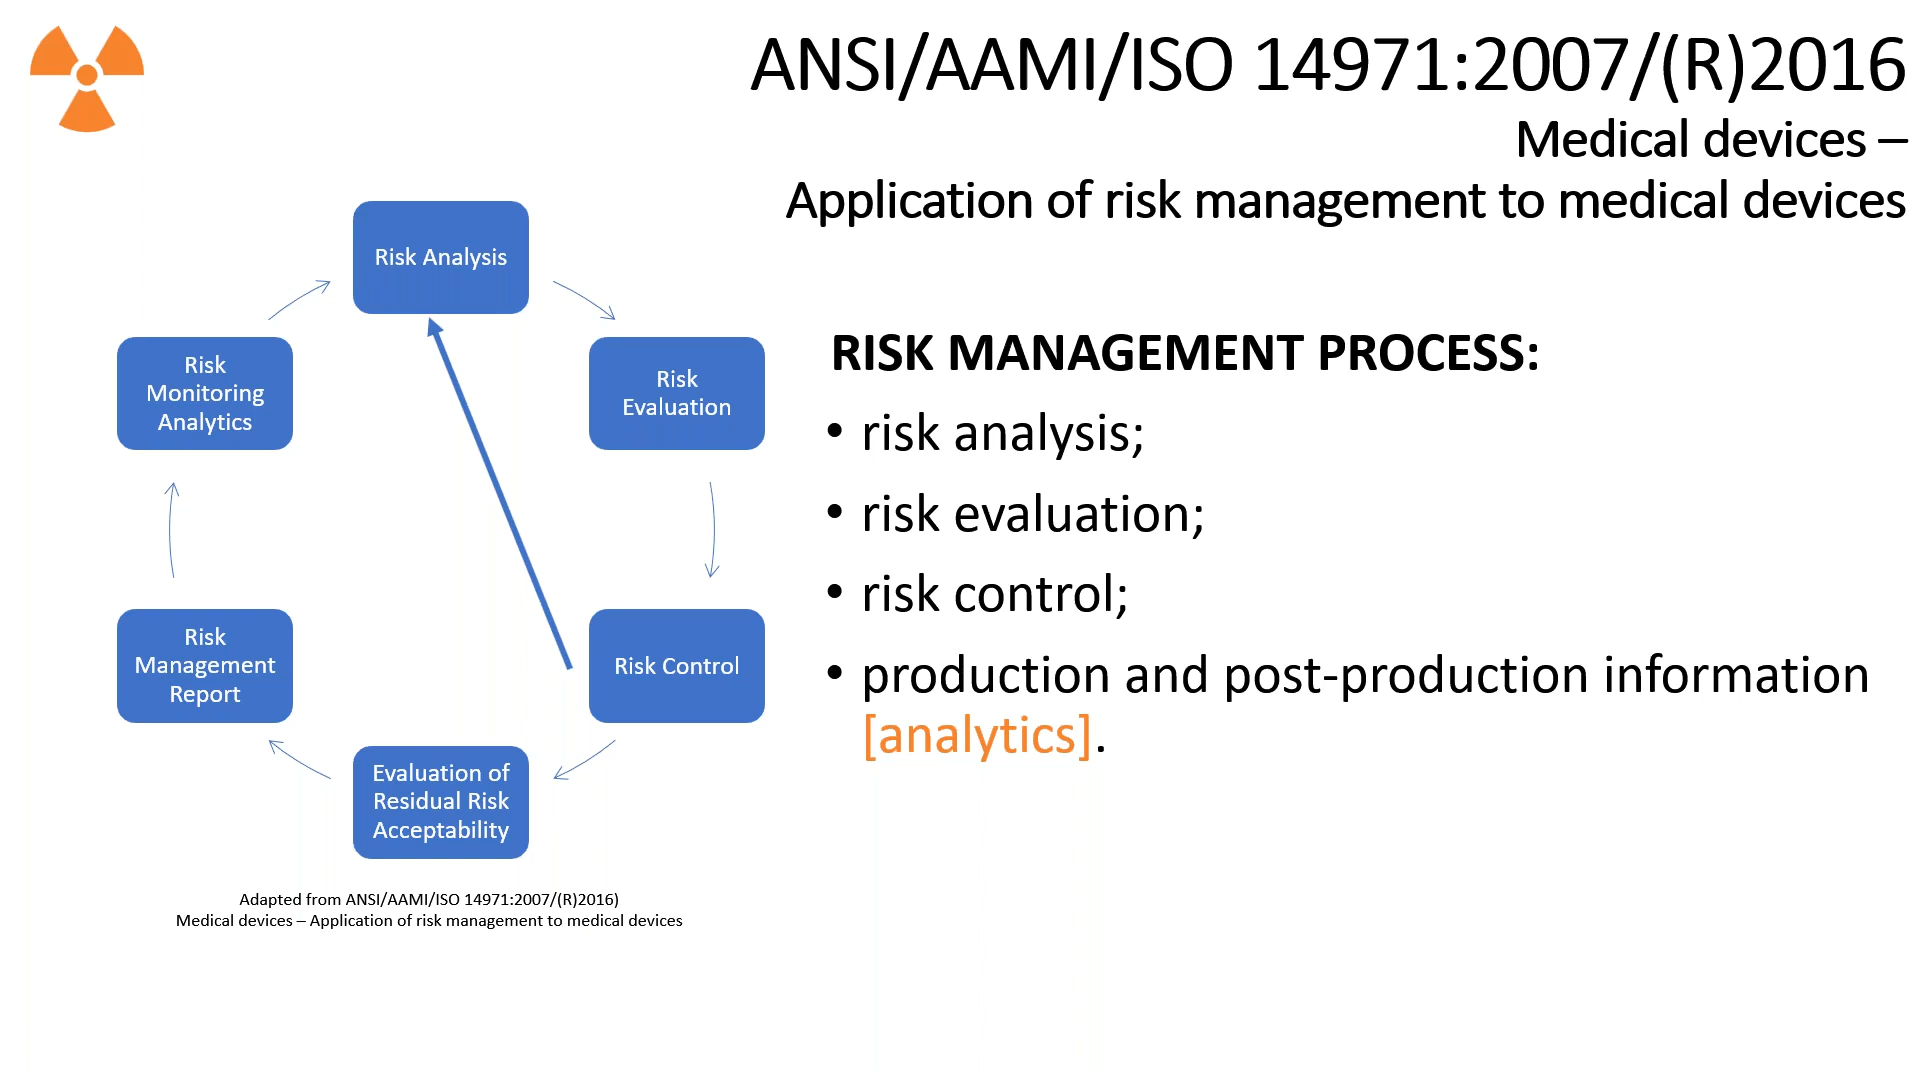 ANSI/AAMI/ISO 14971:2007/(R)2016
Medical devices –
Application of risk management to medical devices
Risk Analysis
Risk
Evaluation
Risk Control
Evaluation of
Residual Risk
Acceptability
Risk
Management
Report
Risk
Monitoring
Analytics
Adapted from ANSI/AAMI/ISO 14971:2007/(R)2016)
Medical devices – Application of risk management to medical devices
RISK MANAGEMENT PROCESS:
• risk analysis;
• risk evaluation;
• risk control;
• production and post-production information
[analytics].